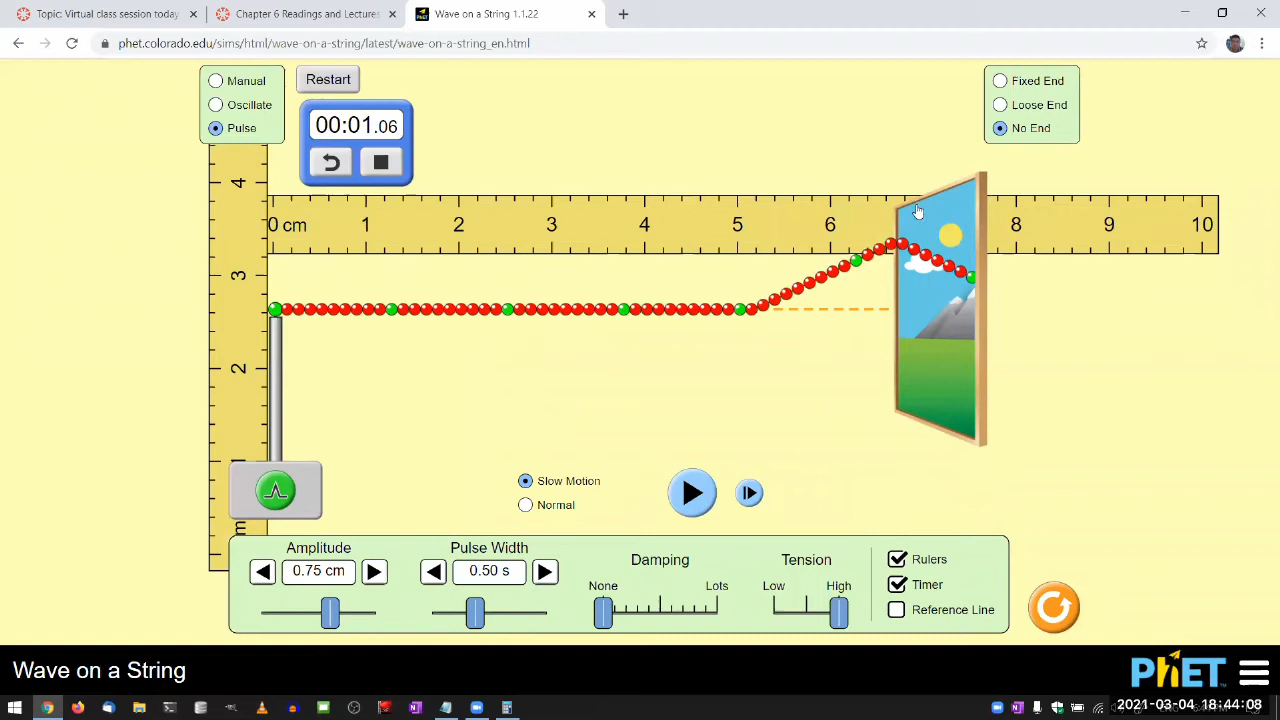 Topic: Virtual class session today
Chapter 6 Readings and Lectures:
Wave on a String 1.1.22
phet.colorado.edu/sims/html/wave-on-a-string/latest/wave-on-a-string_en.html
Manual
Oscillate
Pulse
Restart
00:01.06
Fixed End
Loose End
No End
0 cm 1 2 3 4 5 6 8 9 10
4
3
2
Slow Motion
Normal
Amplitude
0.75 cm
Pulse Width
0.50 s
Damping
None
Lots
Tension
Low
High
Rulers
Timer
Reference Line
Wave on a String
PhET
2021-03-04 18:44:08